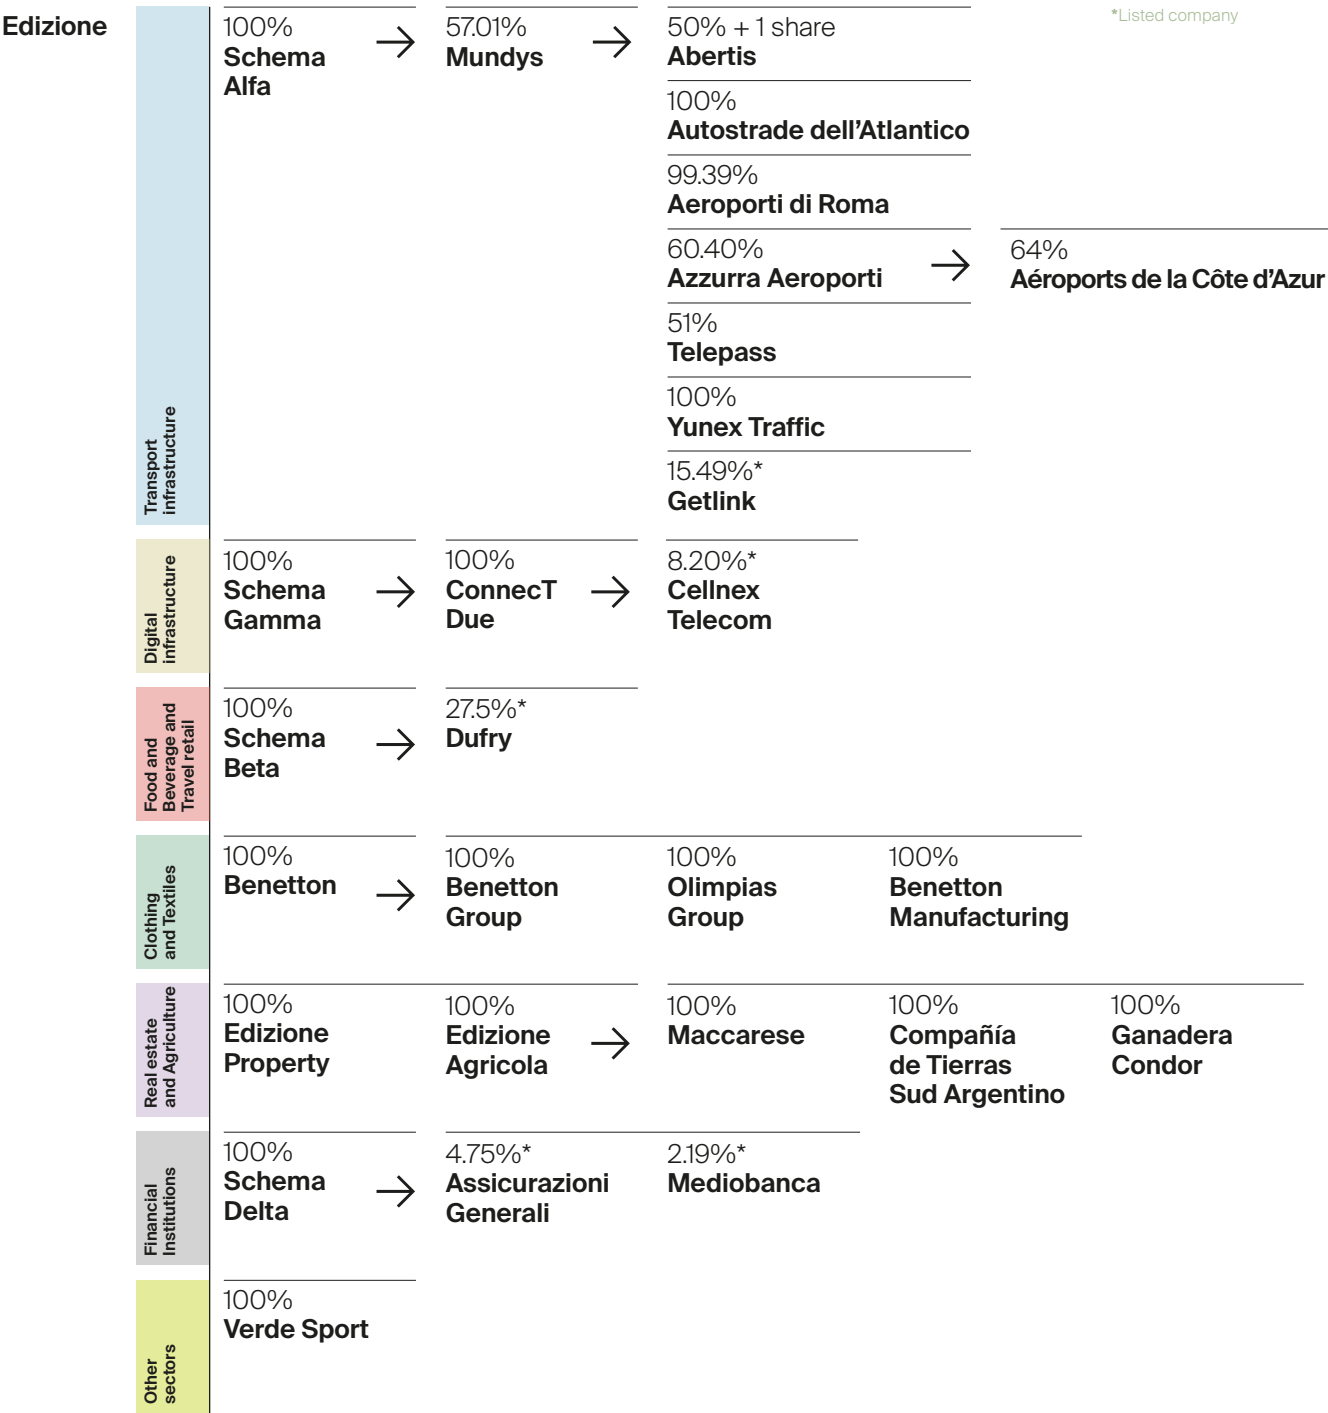 Edizione
*Listed company
Transport
infrastructure
100%
Schema
Alfa
57.01%
Mundys
50% + 1 share
Abertis
100%
Autostrade dell'Atlantico
99.39%
Aeroporti di Roma
60.40%
Azzurra Aeroporti
64%
Aéroports de la Côte d'Azur
51%
Telepass
100%
Yunex Traffic
15.49%*
Getlink
Digital
infrastructure
100%
Schema
Gamma
100%
ConnecT
Due
8.20%*
Cellnex
Telecom
Food and
Beverage and
Travel retail
100%
Schema
Beta
27.5%*
Dufry
Clothing
and Textiles
100%
Benetton
100%
Benetton
Group
100%
Olimpias
Group
100%
Benetton
Manufacturing
Real estate
and Agriculture
100%
Edizione
Property
100%
Edizione
Agricola
100%
Maccarese
100%
Compañía
de Tierras
Sud Argentino
100%
Ganadera
Condor
Financial
Institutions
100%
Schema
Delta
4.75%*
Assicurazioni
Generali
2.19%*
Mediobanca
Other
sectors
100%
Verde Sport